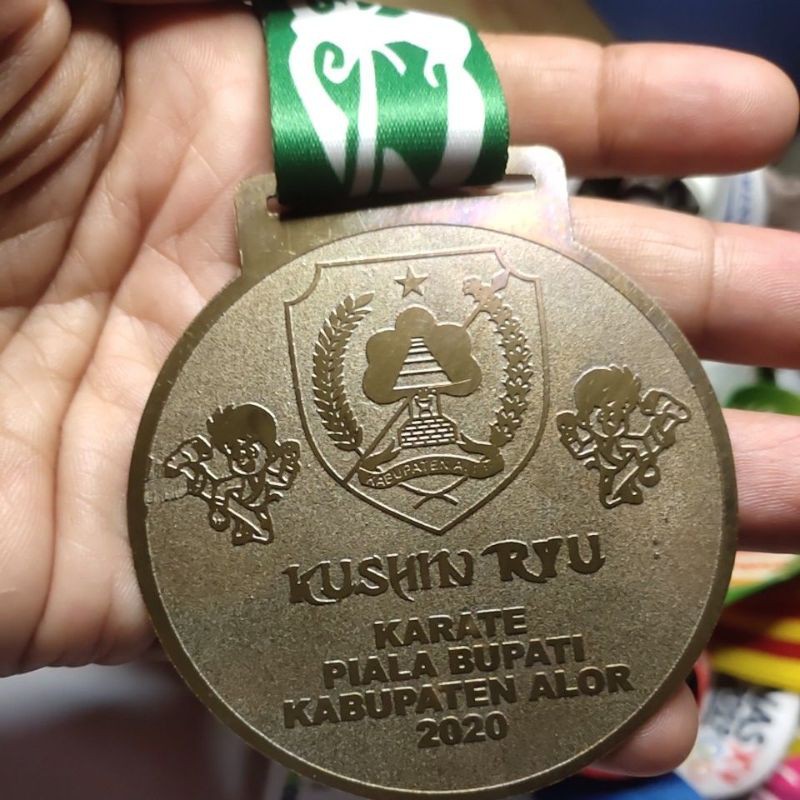 KABUPATEN ALOR
KUSHIN RYU
KARATE
PIALA BUPATI
KABUPATEN ALOR
2020